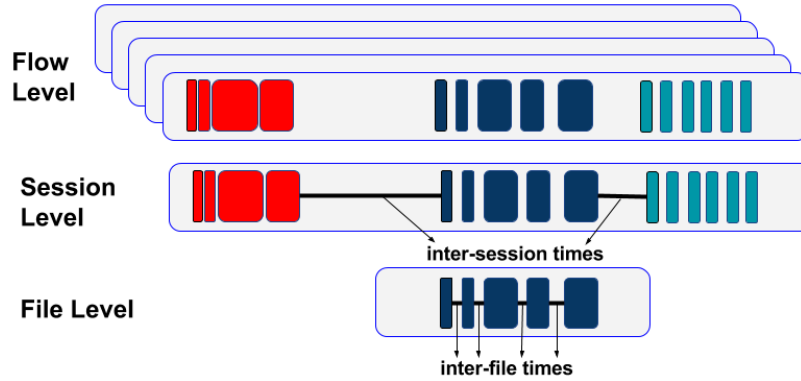 Flow
Level
Session
Level
inter-session times
File Level
inter-file times